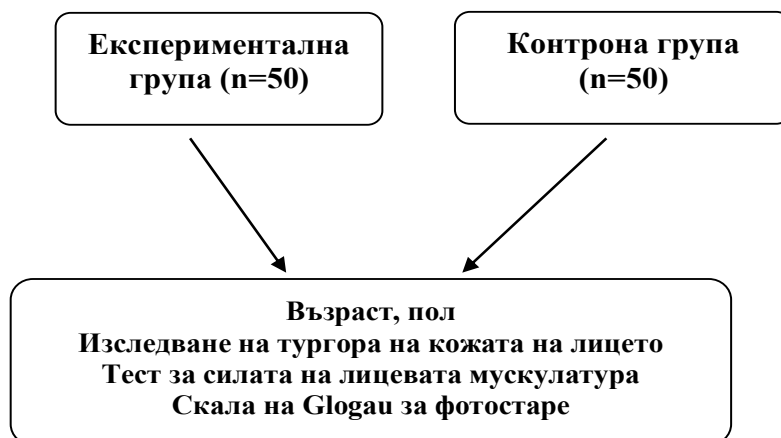 Експериментална
група (n=50)
Контрона група
(n=50)
Възраст, пол
Изследване на тургора на кожата на лицето
Тест за силата на лицевата мускулатура
Скала на Glogau за фотостаре